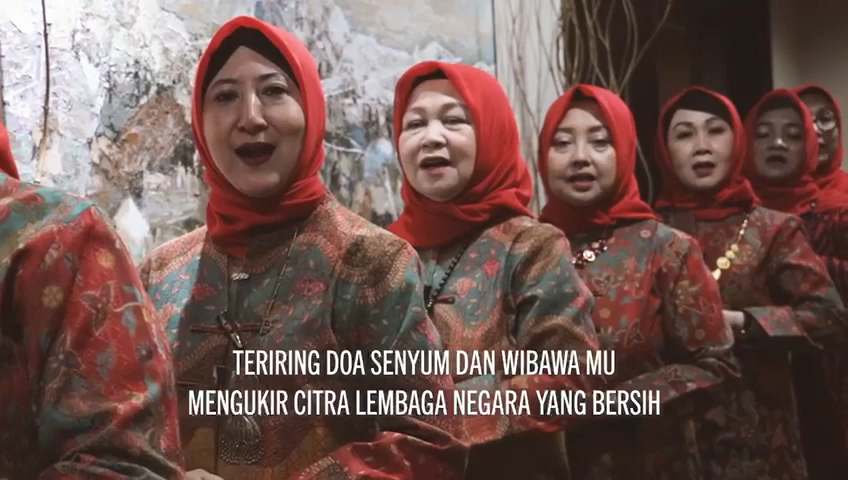 TERIRING DOA SENYUM DAN WIBAWA MU
MENGUKIR CITRA LEMBAGA NEGARA YANG BERSIH